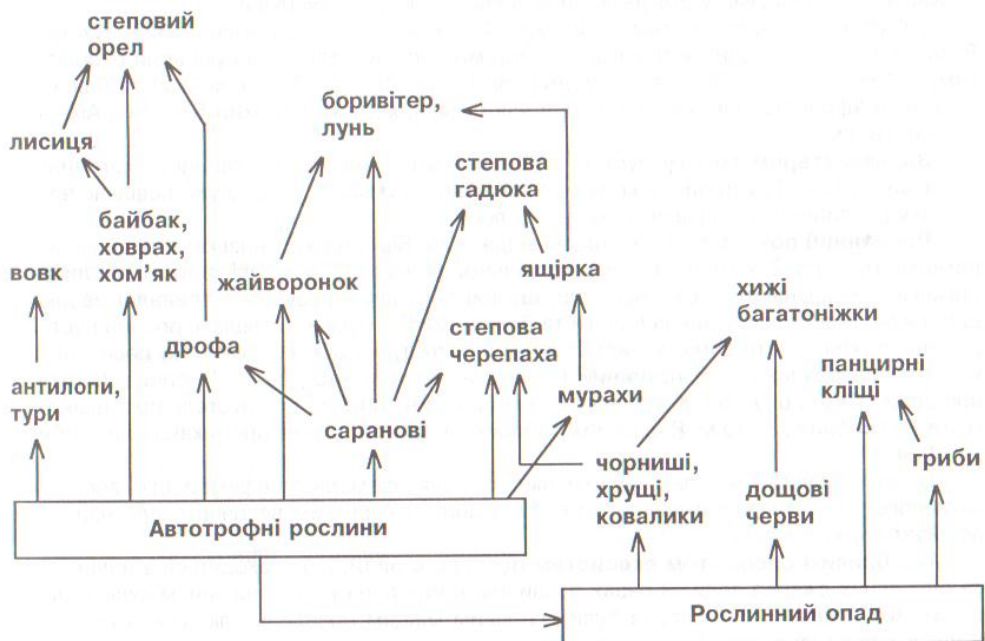 степовий
орел
боривітер,
лунь
лисиця
степова
гадюка
байбак,
ховрах,
хом'як
вовк
жайворонок
ящірка
хижі
багатоніжки
дрофа
степова
черепаха
панцирні
кліщі
антилопи,
тури
мурахи
саранові
чорниші,
хрущі,
ковалики
дощові
черви
гриби
Автотрофні рослини
Рослинний опад